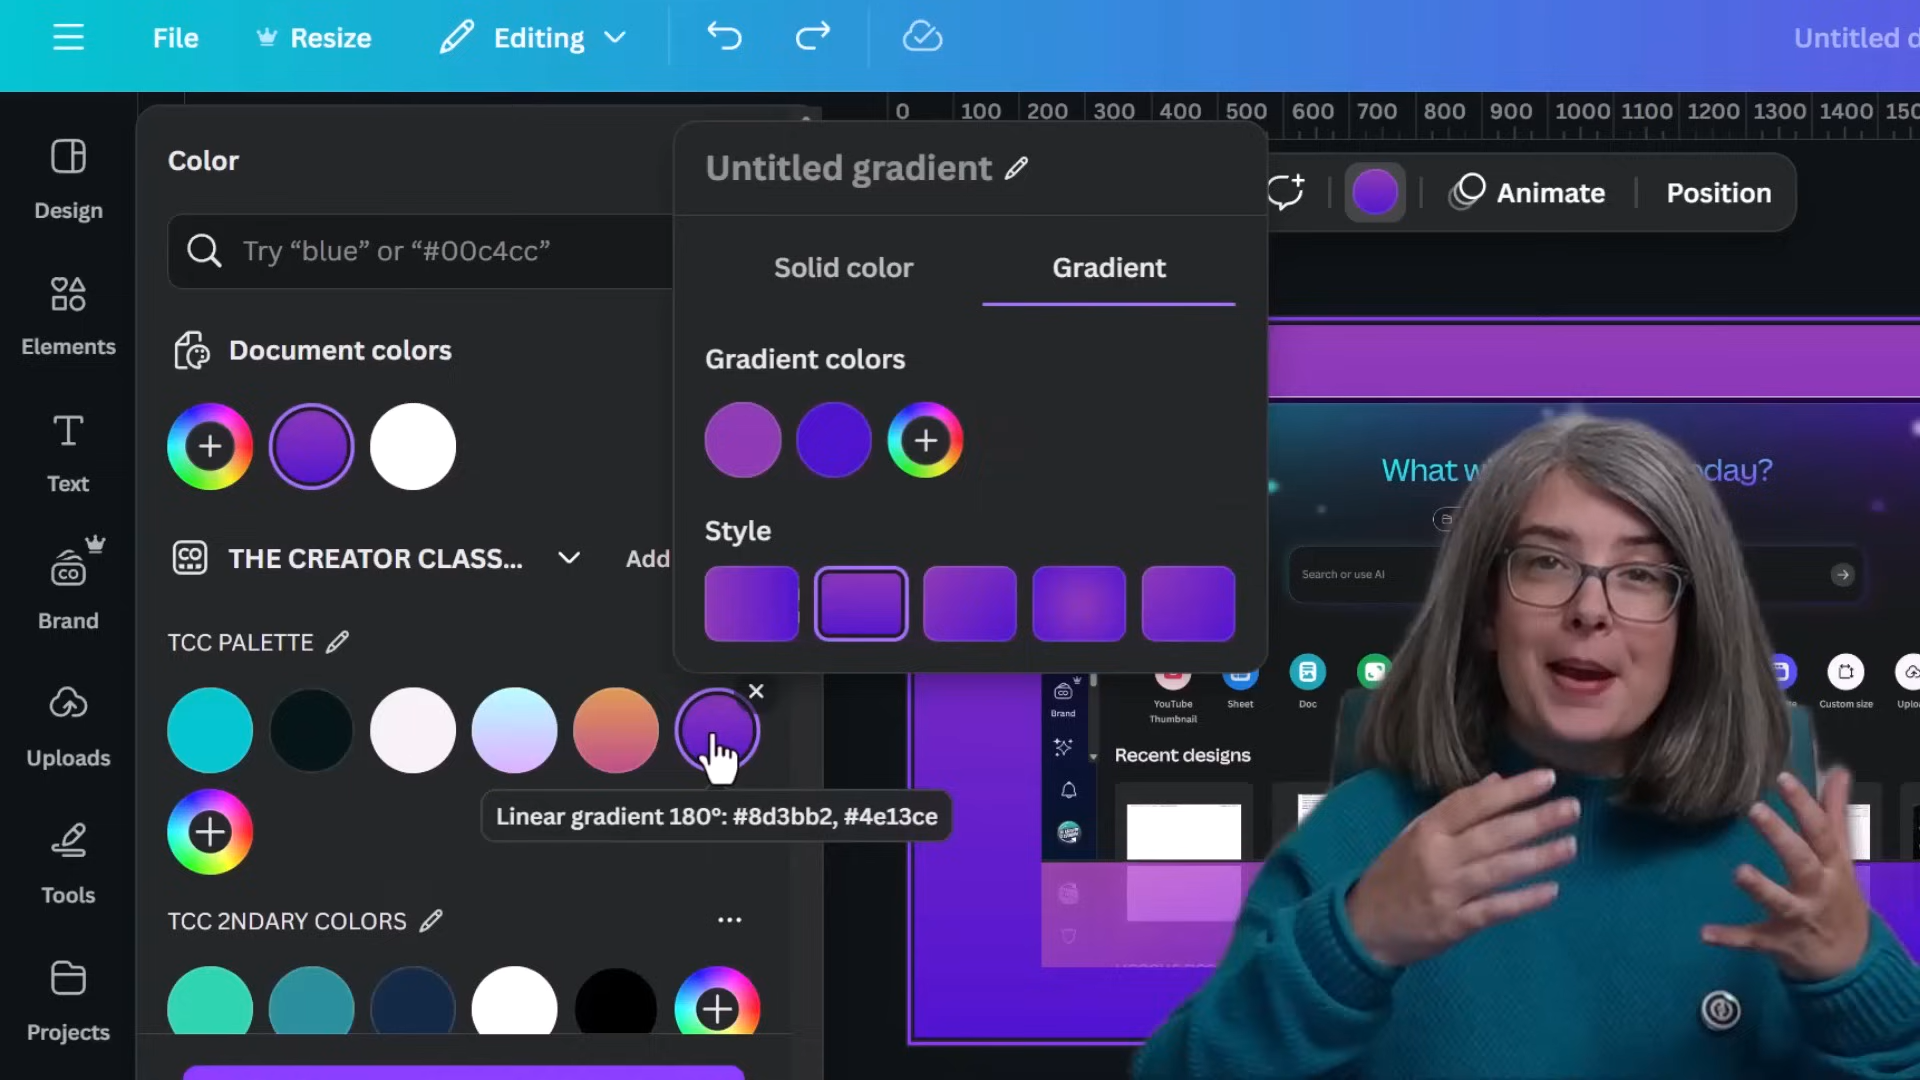 File
Resize
Editing
Untitled d
0 100 200 300 400 500 600 700 800 900 1000 1100 1200 1300 1400 150
Design
Elements
Text
Brand
Uploads
Tools
Projects
Color
Try “blue” or “#00c4cc”
Document colors
THE CREATOR CLASS...
Add
TCC PALETTE
Linear gradient 180º: #8d3bb2, #4e13ce
TCC 2NDARY COLORS
Untitled gradient
Solid color
Gradient
Gradient colors
Style
Animate
Position
What w
day?
Search or use AI
Brand
YouTube
Thumbnail
Sheet
Doc
Custom size
Uplo
Recent designs